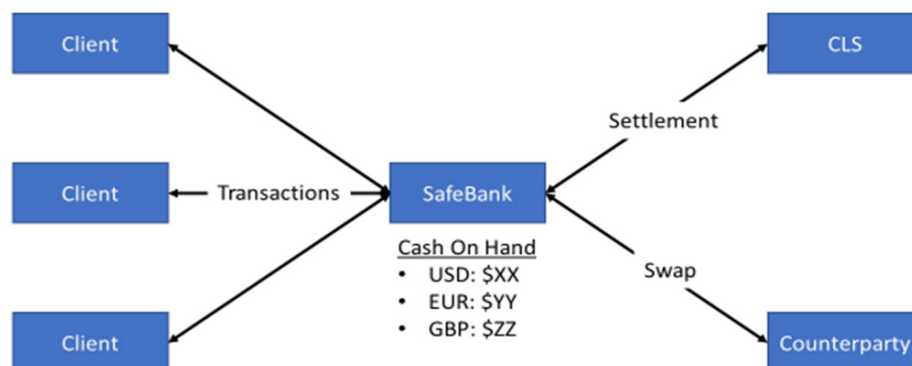 Client
CLS
Settlement
Client
Transactions
SafeBank
Cash On Hand
• USD: $XX
• EUR: $YY
• GBP: $ZZ
Swap
Client
Counterparty